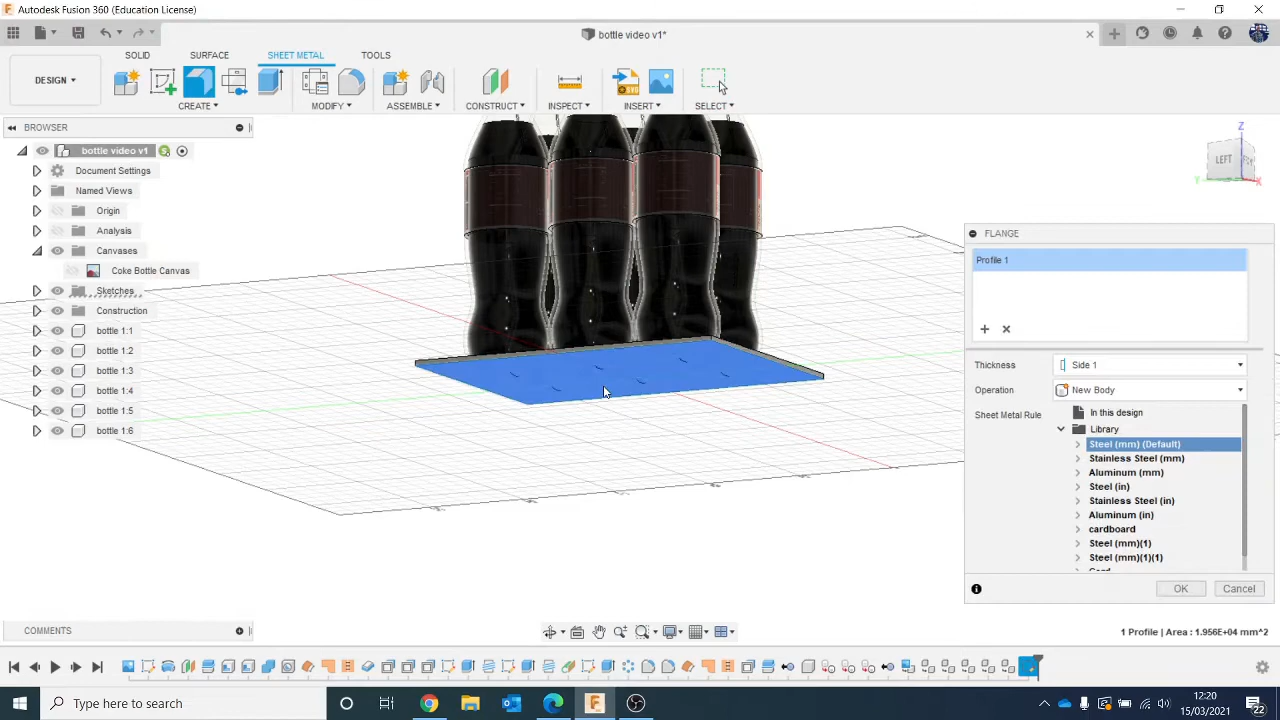 Autodesk Fusion 360 (Education License)
bottle video v1*
SOLID SURFACE SHEET METAL TOOLS
DESIGN
CREATE MODIFY ASSEMBLE CONSTRUCT INSPECT INSERT SELECT
BROWSER
bottle video v1
Document Settings
Named Views
Origin
Analysis
Canvases
Coke Bottle Canvas
Sketches
Construction
bottle 1:1
bottle 1:2
bottle 1:3
bottle 1:4
bottle 1:5
bottle 1:6
Z
LEFT
Y
X
FLANGE
Profile 1
Thickness Side 1
Operation New Body
Sheet Metal Rule In this design
Library
Steel (mm) (Default)
Stainless Steel (mm)
Aluminum (mm)
Steel (in)
Stainless Steel (in)
Aluminum (in)
cardboard
Steel (mm)(1)
Steel (mm)(1)(1)
OK Cancel
COMMENTS
1 Profile | Area : 1.956E+04 mm^2
Type here to search
12:20
15/03/2021
22